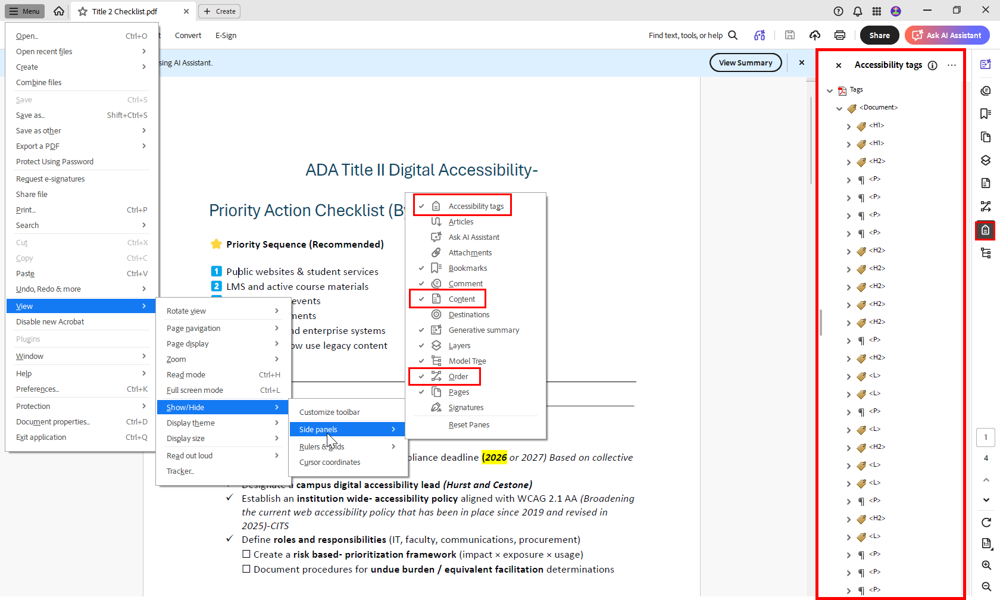 Menu
Title 2 Checklist.pdf
Create
Convert
E-Sign
Find text, tools, or help
Share
Ask AI Assistant
sing AI Assistant.
View Summary
Open...	Ctrl+O
Open recent files
Create
Combine files
Save	Ctrl+S
Save as...	Shift+Ctrl+S
Save as other
Export a PDF
Protect Using Password
Request e-signatures
Share file
Print...	Ctrl+P
Search
Cut	Ctrl+X
Copy	Ctrl+C
Paste	Ctrl+V
Undo, Redo & more
View
Disable new Acrobat
Plugins
Window
Help
Preferences...	Ctrl+K
Protection
Document properties...	Ctrl+D
Exit application	Ctrl+Q
Rotate view
Page navigation
Page display
Zoom
Read mode	Ctrl+H
Full screen mode	Ctrl+L
Show/Hide
Display theme
Display size
Read out loud
Tracker...
Customize toolbar
Side panels
Rulers & grids
Cursor coordinates
Accessibility tags
Articles
Ask AI Assistant
Attachments
Bookmarks
Comment
Content
Destinations
Generative summary
Layers
Model Tree
Order
Pages
Signatures
Reset Panes
ADA Title II Digital Accessibility-
Priority Action Checklist (B
Priority Sequence (Recommended)
1 Public websites & student services
2 LMS and active course materials
events
ments
nd enterprise systems
ow use legacy content
pliance deadline (2026 or 2027) Based on collective
Designate a campus digital accessibility lead (Hurst and Cestone)
✓ Establish an institution wide- accessibility policy aligned with WCAG 2.1 AA (Broadening
the current web accessibility policy that has been in place since 2019 and revised in
2025)-CITS
✓ Define roles and responsibilities (IT, faculty, communications, procurement)
☐ Create a risk based- prioritization framework (impact × exposure × usage)
☐ Document procedures for undue burden / equivalent facilitation determinations
Accessibility tags
Tags
<Document>
<H1>
<H1>
<H2>
<P>
<P>
<P>
<P>
<H2>
<H2>
<H2>
<H2>
<H2>
<P>
<H2>
<L>
<L>
<P>
<L>
<H2>
<L>
<L>
<P>
<H2>
<L>
<P>
<P>
<P>
1
4
1:1